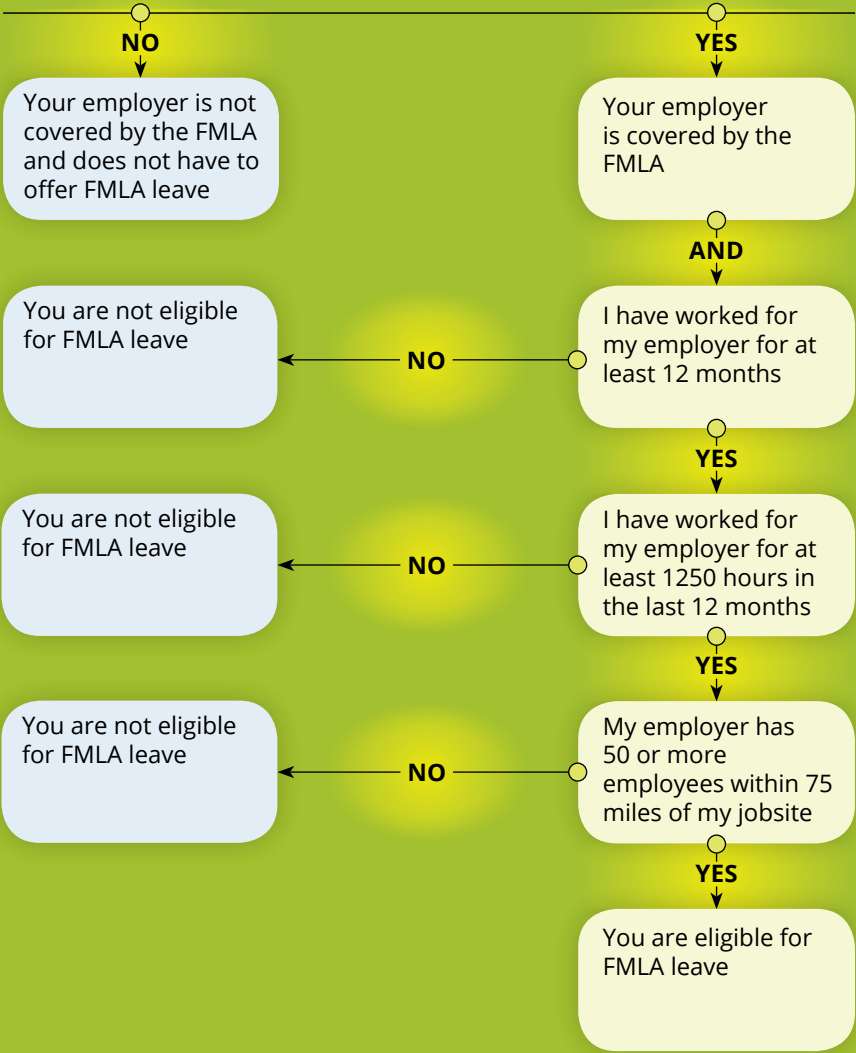 NO
YES
Your employer is not
covered by the FMLA
and does not have to
offer FMLA leave
Your employer
is covered by the
FMLA
AND
You are not eligible
for FMLA leave
NO
I have worked for
my employer for at
least 12 months
YES
You are not eligible
for FMLA leave
NO
I have worked for
my employer for at
least 1250 hours in
the last 12 months
YES
You are not eligible
for FMLA leave
NO
My employer has
50 or more
employees within 75
miles of my jobsite
YES
You are eligible for
FMLA leave